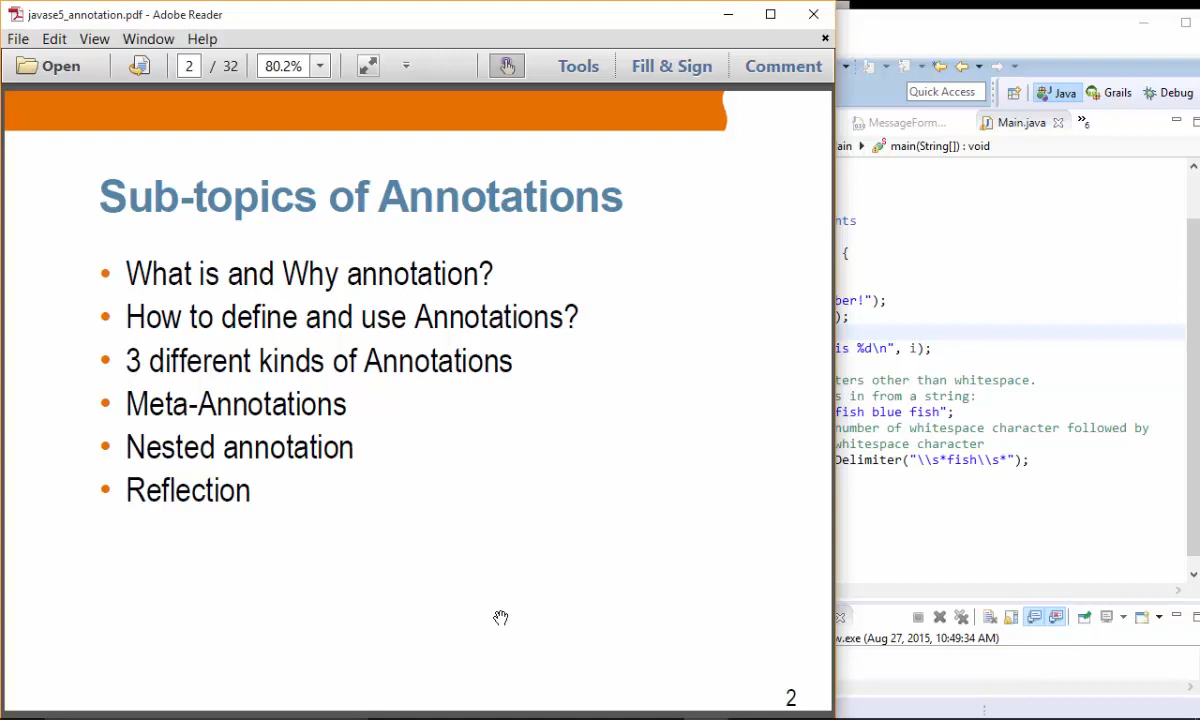 javase5_annotation.pdf - Adobe Reader
File Edit View Window Help
Open 2 / 32 80.2% Tools Fill & Sign Comment
Sub-topics of Annotations
• What is and Why annotation?
• How to define and use Annotations?
• 3 different kinds of Annotations
• Meta-Annotations
• Nested annotation
• Reflection
2
Quick Access Java Grails Debug
MessageForm... Main.java »6
ain main(String[]) : void
nts
{
ber!");
);
is %d\n", i);
ters other than whitespace.
s in from a string:
fish blue fish";
number of whitespace character followed by
whitespace character
Delimiter("\\s*fish\\s*");
w.exe (Aug 27, 2015, 10:49:34 AM)